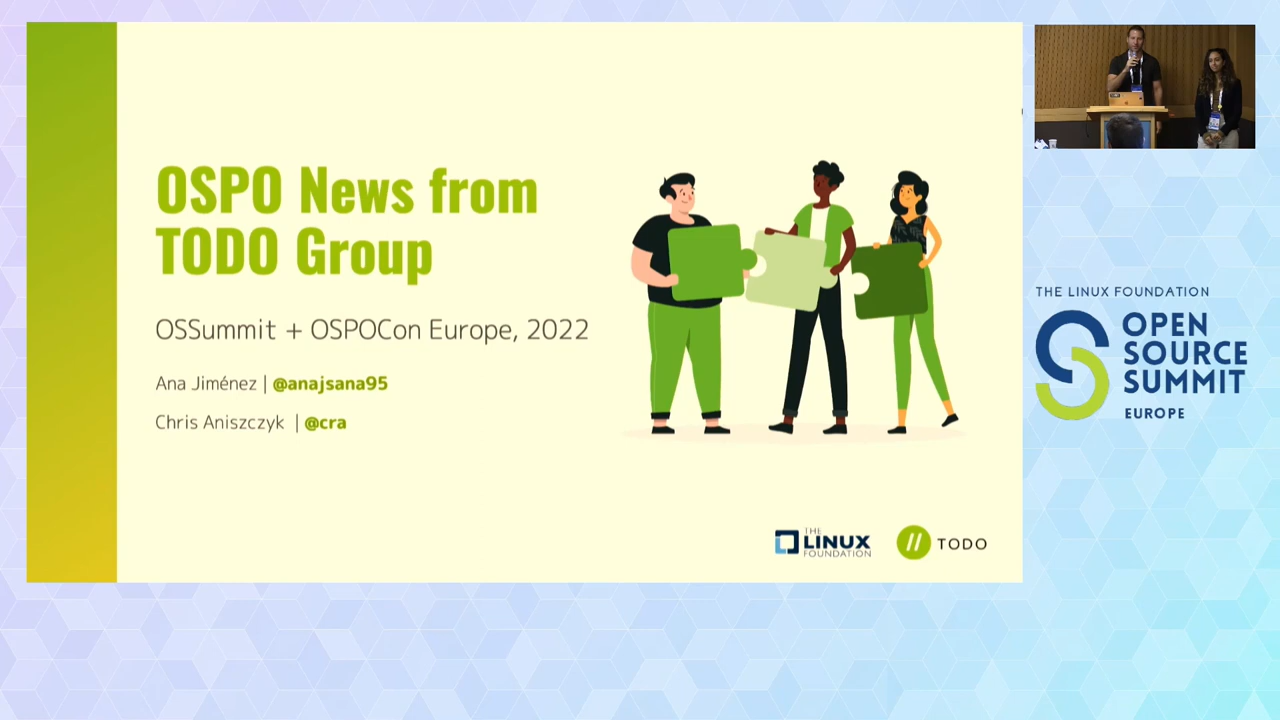 OSPO News from
TODO Group
OSSummit + OSPOCon Europe, 2022
Ana Jiménez | @anajsana95
Chris Aniszczyk | @cra
THE
LINUX
FOUNDATION
TODO
THE LINUX FOUNDATION
OPEN
SOURCE
SUMMIT
EUROPE